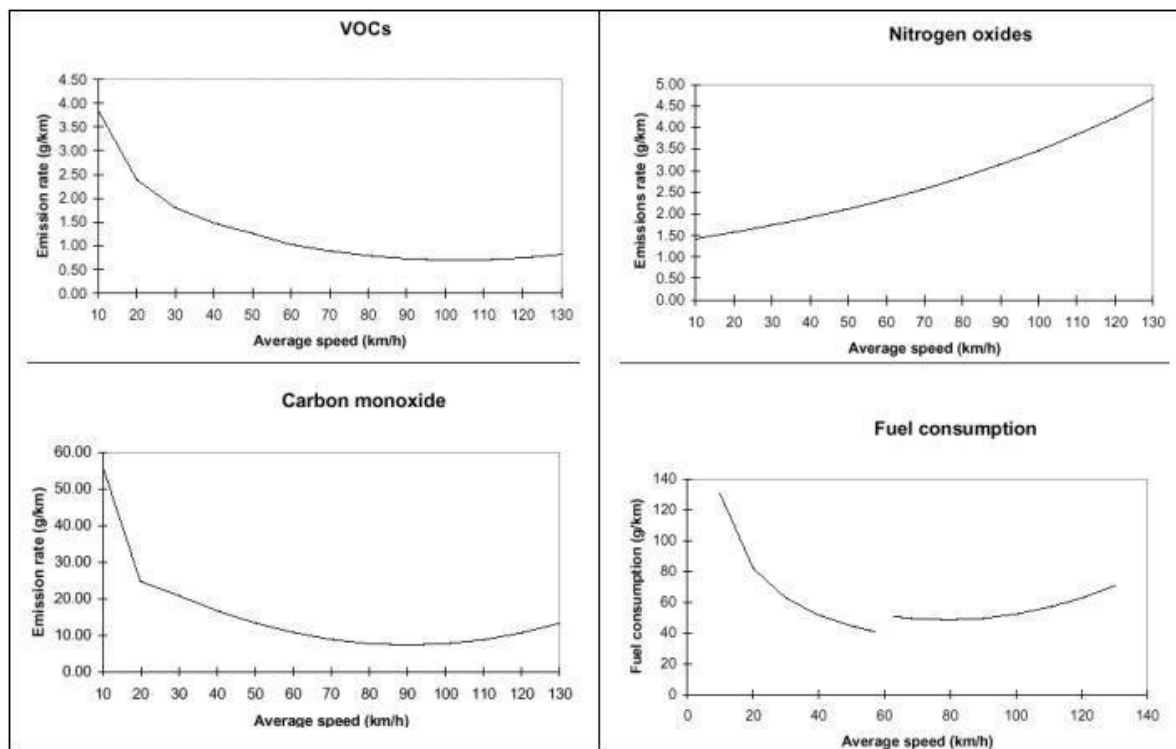 VOCs
Emission rate (g/km)
4.50
4.00
3.50
3.00
2.50
2.00
1.50
1.00
0.50
0.00
10 20 30 40 50 60 70 80 90 100 110 120 130
Average speed (km/h)
Nitrogen oxides
Emissions rate (g/km)
5.00
4.50
4.00
3.50
3.00
2.50
2.00
1.50
1.00
0.50
0.00
10 20 30 40 50 60 70 80 90 100 110 120 130
Average speed (km/h)
Carbon monoxide
Emission rate (g/km)
60.00
50.00
40.00
30.00
20.00
10.00
0.00
10 20 30 40 50 60 70 80 90 100 110 120 130
Average speed (km/h)
Fuel consumption
Fuel consumption (g/km)
140
120
100
80
60
40
20
0
0 20 40 60 80 100 120 140
Average speed (km/h)